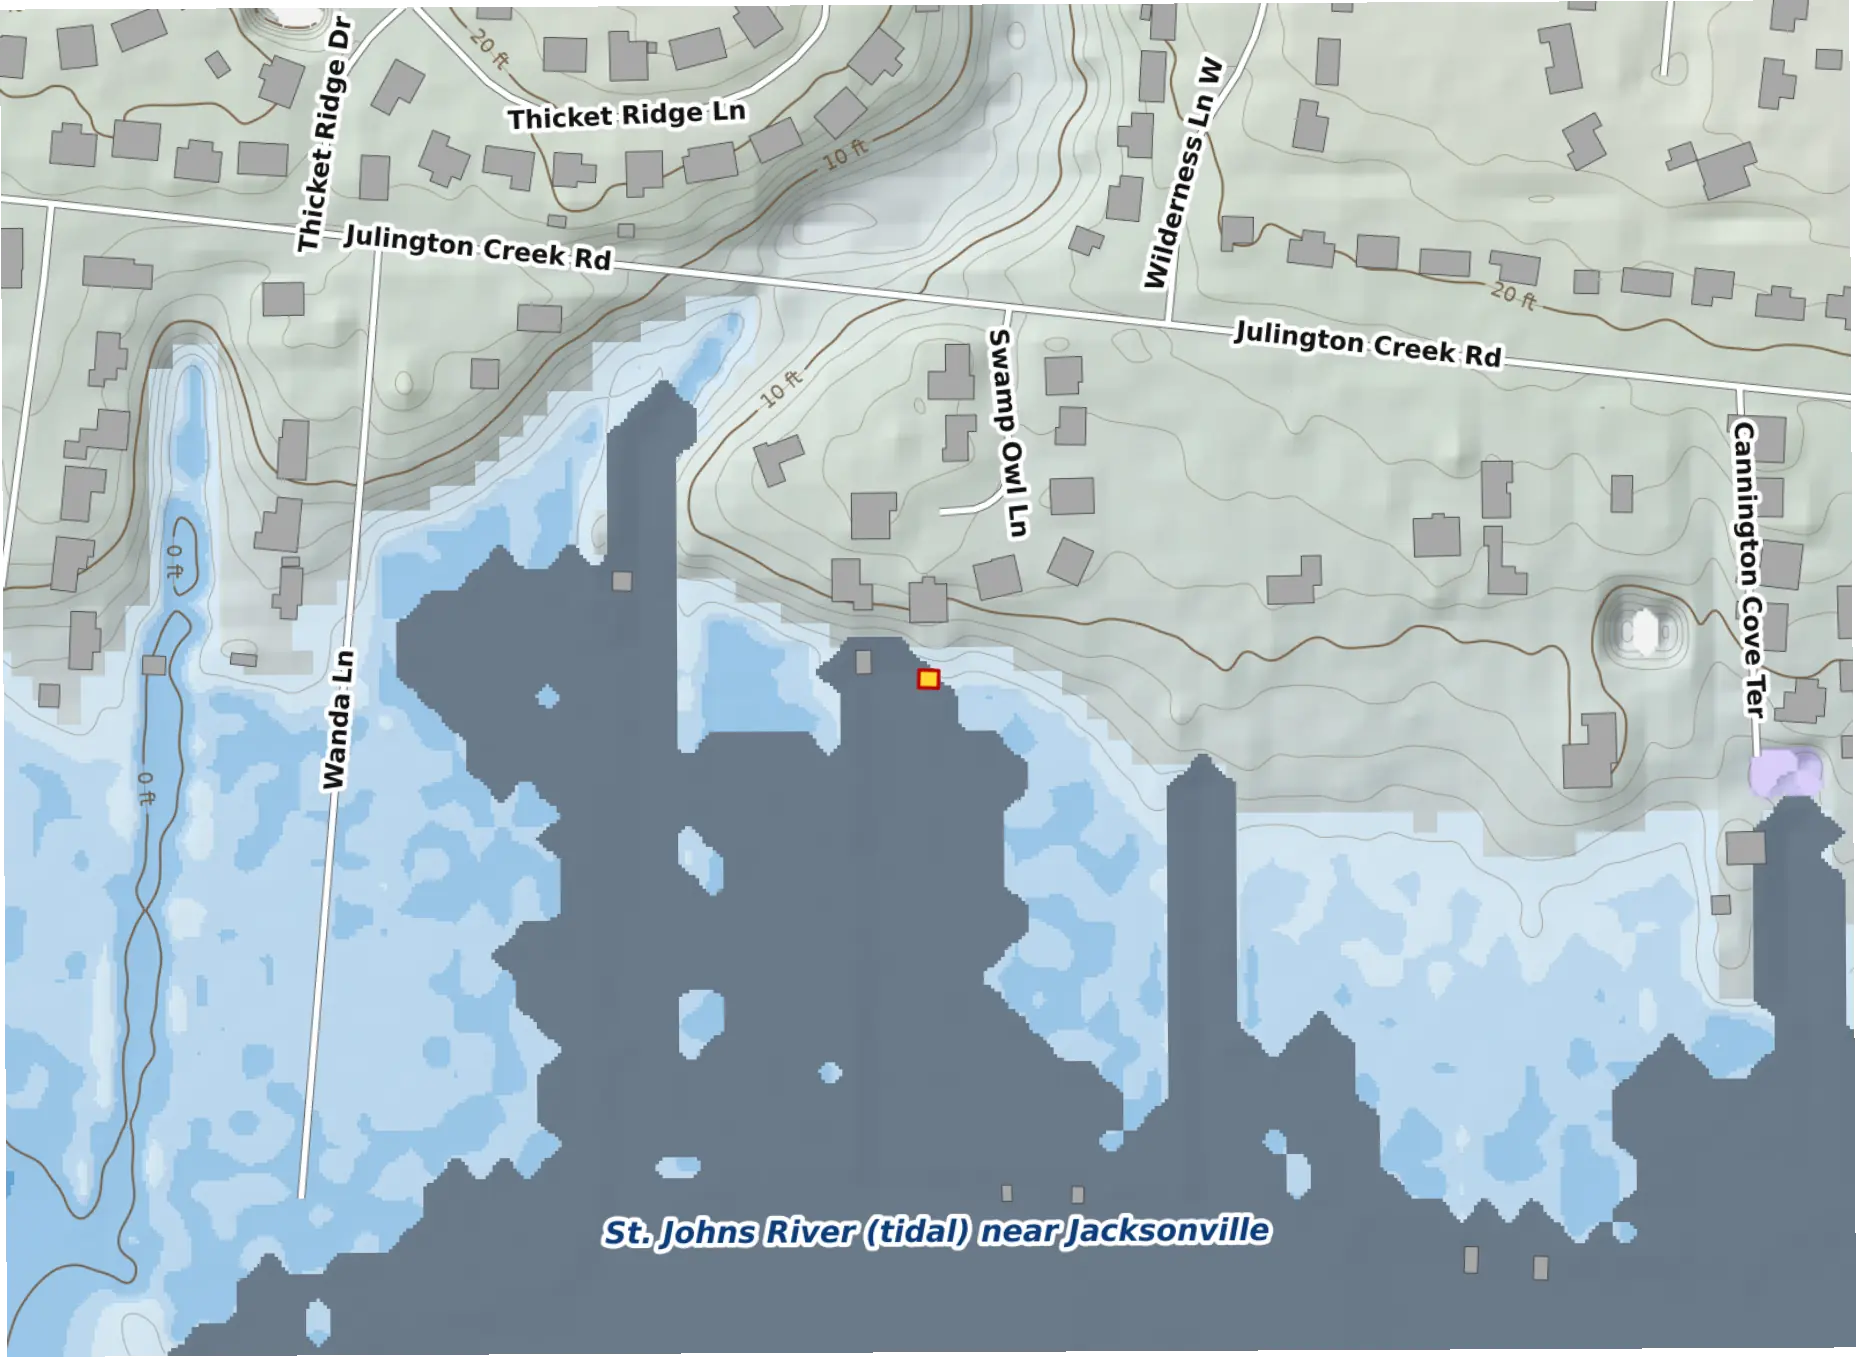 20 ft
Thicket Ridge Dr
Thicket Ridge Ln
10 ft
Wilderness Ln W
Julington Creek Rd
20 ft
Julington Creek Rd
10 ft
Swamp Owl Ln
Cannington Cove Ter
0 ft
Wanda Ln
0 ft
St. Johns River (tidal) near Jacksonville